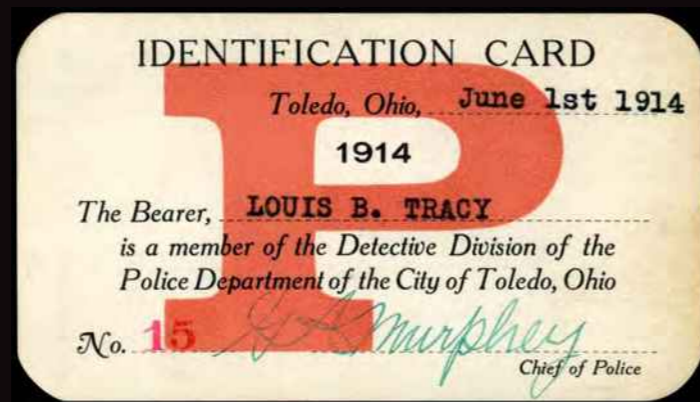 IDENTIFICATION CARD
Toledo, Ohio, June 1st 1914
1914
The Bearer, LOUIS B. TRACY
is a member of the Detective Division of the
Police Department of the City of Toledo, Ohio
No. 15 Murphey
Chief of Police
P